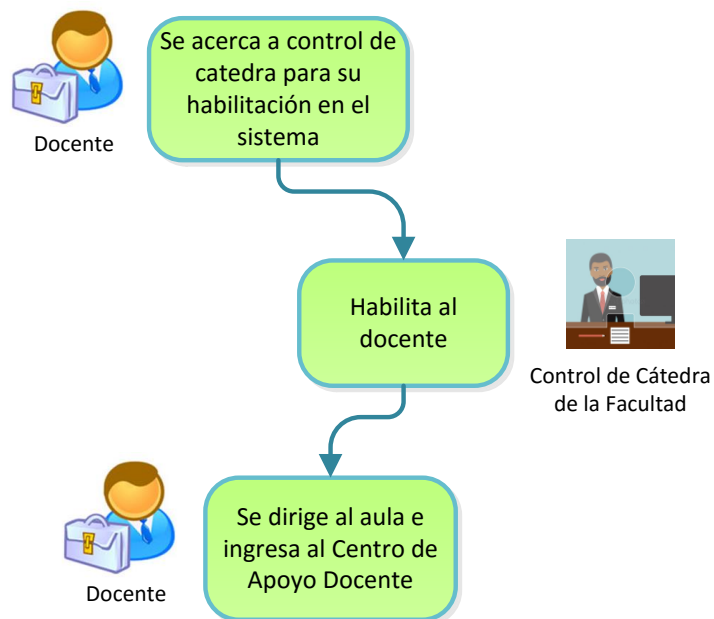 Se acerca a control de
catedra para su
habilitación en el
sistema
Docente
Habilita al
docente
Control de Cátedra
de la Facultad
Se dirige al aula e
ingresa al Centro de
Apoyo Docente
Docente